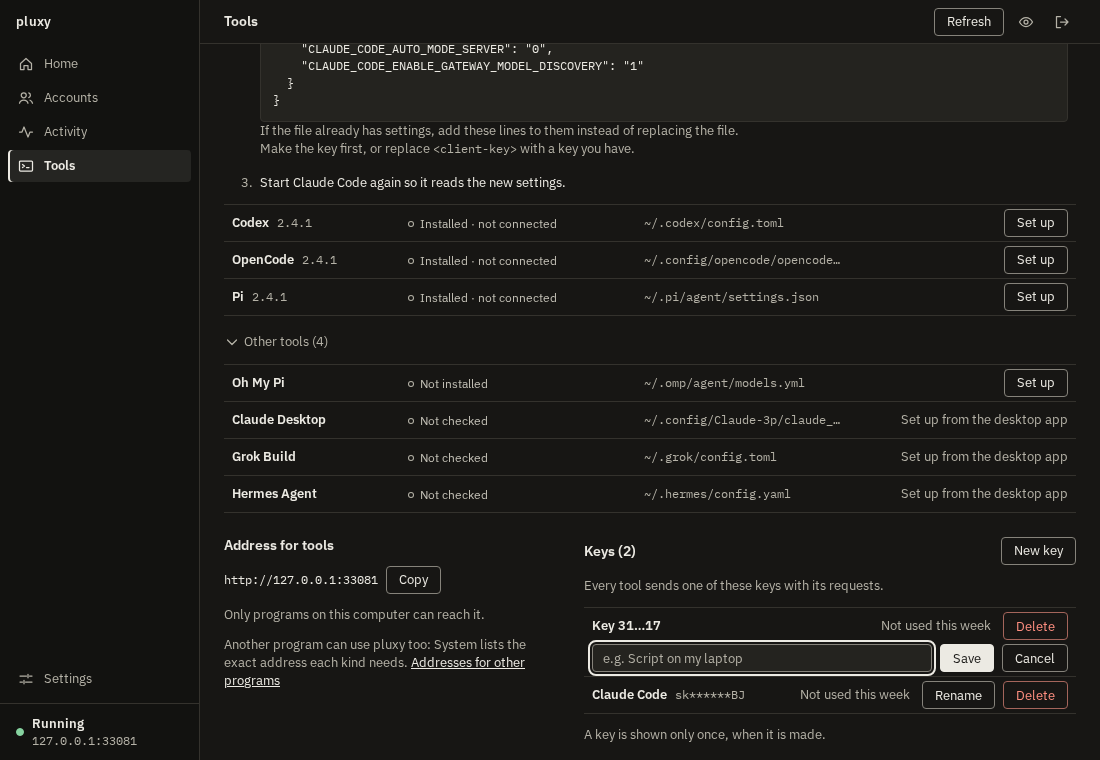 pluxy
Home
Accounts
Activity
Tools
Settings
Running
127.0.0.1:33081
Tools
Refresh
"CLAUDE_CODE_AUTO_MODE_SERVER": "0",
"CLAUDE_CODE_ENABLE_GATEWAY_MODEL_DISCOVERY": "1"
}
}
If the file already has settings, add these lines to them instead of replacing the file.
Make the key first, or replace <client-key> with a key you have.
3. Start Claude Code again so it reads the new settings.
Codex 2.4.1 Installed · not connected ~/.codex/config.toml Set up
OpenCode 2.4.1 Installed · not connected ~/.config/opencode/opencode… Set up
Pi 2.4.1 Installed · not connected ~/.pi/agent/settings.json Set up
Other tools (4)
Oh My Pi Not installed ~/.omp/agent/models.yml Set up
Claude Desktop Not checked ~/.config/Claude-3p/claude_… Set up from the desktop app
Grok Build Not checked ~/.grok/config.toml Set up from the desktop app
Hermes Agent Not checked ~/.hermes/config.yaml Set up from the desktop app
Address for tools
http://127.0.0.1:33081 Copy
Only programs on this computer can reach it.
Another program can use pluxy too: System lists the
exact address each kind needs. Addresses for other
programs
Keys (2) New key
Every tool sends one of these keys with its requests.
Key 31…17 Not used this week Delete
e.g. Script on my laptop Save Cancel
Claude Code sk******BJ Not used this week Rename Delete
A key is shown only once, when it is made.